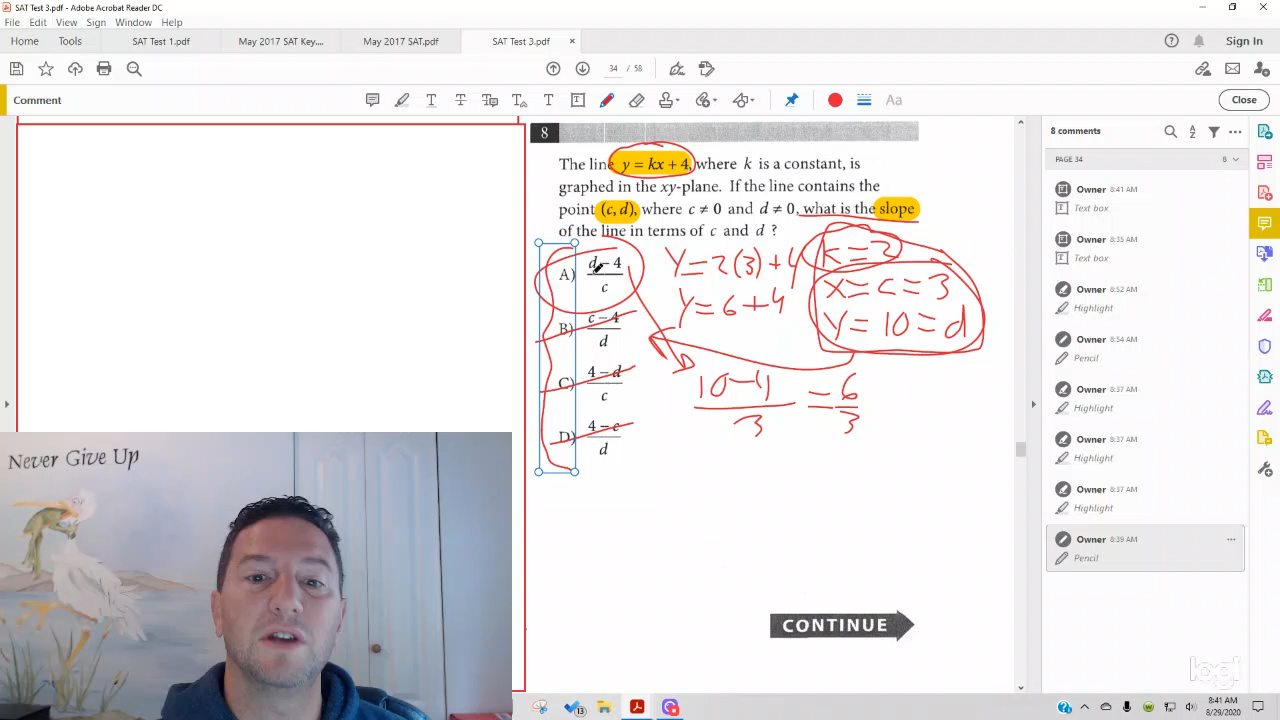 SAT Test 3.pdf - Adobe Acrobat Reader DC
File Edit View Sign Window Help
Home Tools SAT Test 1.pdf May 2017 SAT Key... May 2017 SAT.pdf SAT Test 3.pdf × Sign In
34 / 58
Comment Aa Close
8
The line y = kx + 4, where k is a constant, is
graphed in the xy-plane. If the line contains the
point (c, d), where c ≠ 0 and d ≠ 0, what is the slope
of the line in terms of c and d ?
A) d − 4
c
B) c − 4
d
C) 4 − d
c
D) 4 − c
d
y = 2(3) + 4
y = 6 + 4
k = 2
x = c = 3
y = 10 = d
10 − 4 = 6
3 3
CONTINUE
8 comments
PAGE 34 8
Owner 8:41 AM
Text box
Owner 8:35 AM
Text box
Owner 8:52 AM
Highlight
Owner 8:54 AM
Pencil
Owner 8:37 AM
Highlight
Owner 8:37 AM
Highlight
Owner 8:37 AM
Highlight
Owner 8:39 AM
Pencil
Never Give Up
logi
13
8:41 AM
8/29/2020